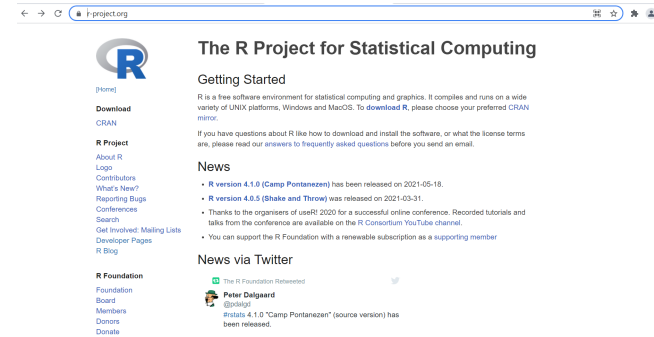 r-project.org
R
[Home]
Download
CRAN
R Project
About R
Logo
Contributors
What's New?
Reporting Bugs
Conferences
Search
Get Involved: Mailing Lists
Developer Pages
R Blog
R Foundation
Foundation
Board
Members
Donors
Donate
The R Project for Statistical Computing
Getting Started
R is a free software environment for statistical computing and graphics. It compiles and runs on a wide
variety of UNIX platforms, Windows and MacOS. To download R, please choose your preferred CRAN
mirror.
If you have questions about R like how to download and install the software, or what the license terms
are, please read our answers to frequently asked questions before you send an email.
News
• R version 4.1.0 (Camp Pontanezen) has been released on 2021-05-18.
• R version 4.0.5 (Shake and Throw) was released on 2021-03-31.
• Thanks to the organisers of useR! 2020 for a successful online conference. Recorded tutorials and
talks from the conference are available on the R Consortium YouTube channel.
• You can support the R Foundation with a renewable subscription as a supporting member
News via Twitter
The R Foundation Retweeted
Peter Dalgaard
@pdalgd
#rstats 4.1.0 "Camp Pontanezen" (source version) has
been released.